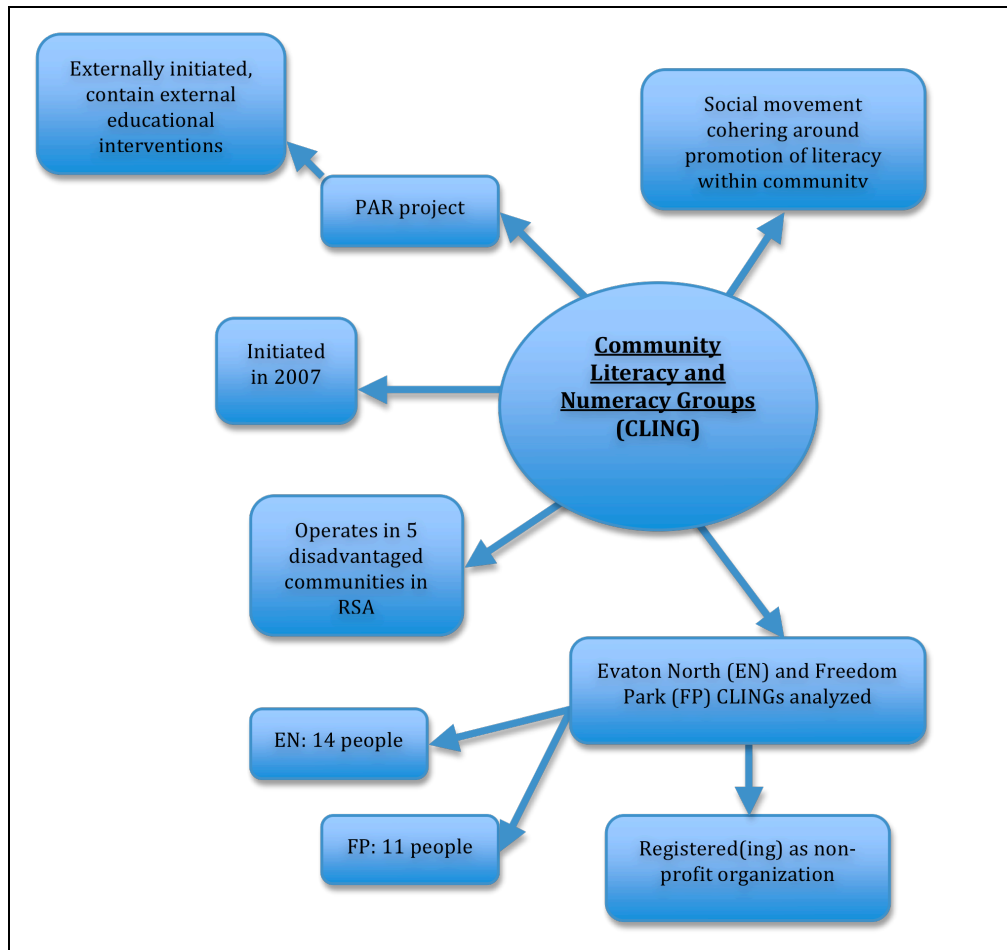 Externally initiated,
contain external
educational
interventions
Social movement
cohering around
promotion of literacy
within community
PAR project
Initiated
in 2007
Community
Literacy and
Numeracy Groups
(CLING)
Operates in 5
disadvantaged
communities in
RSA
Evaton North (EN) and Freedom
Park (FP) CLINGs analyzed
EN: 14 people
FP: 11 people
Registered(ing) as non-
profit organization